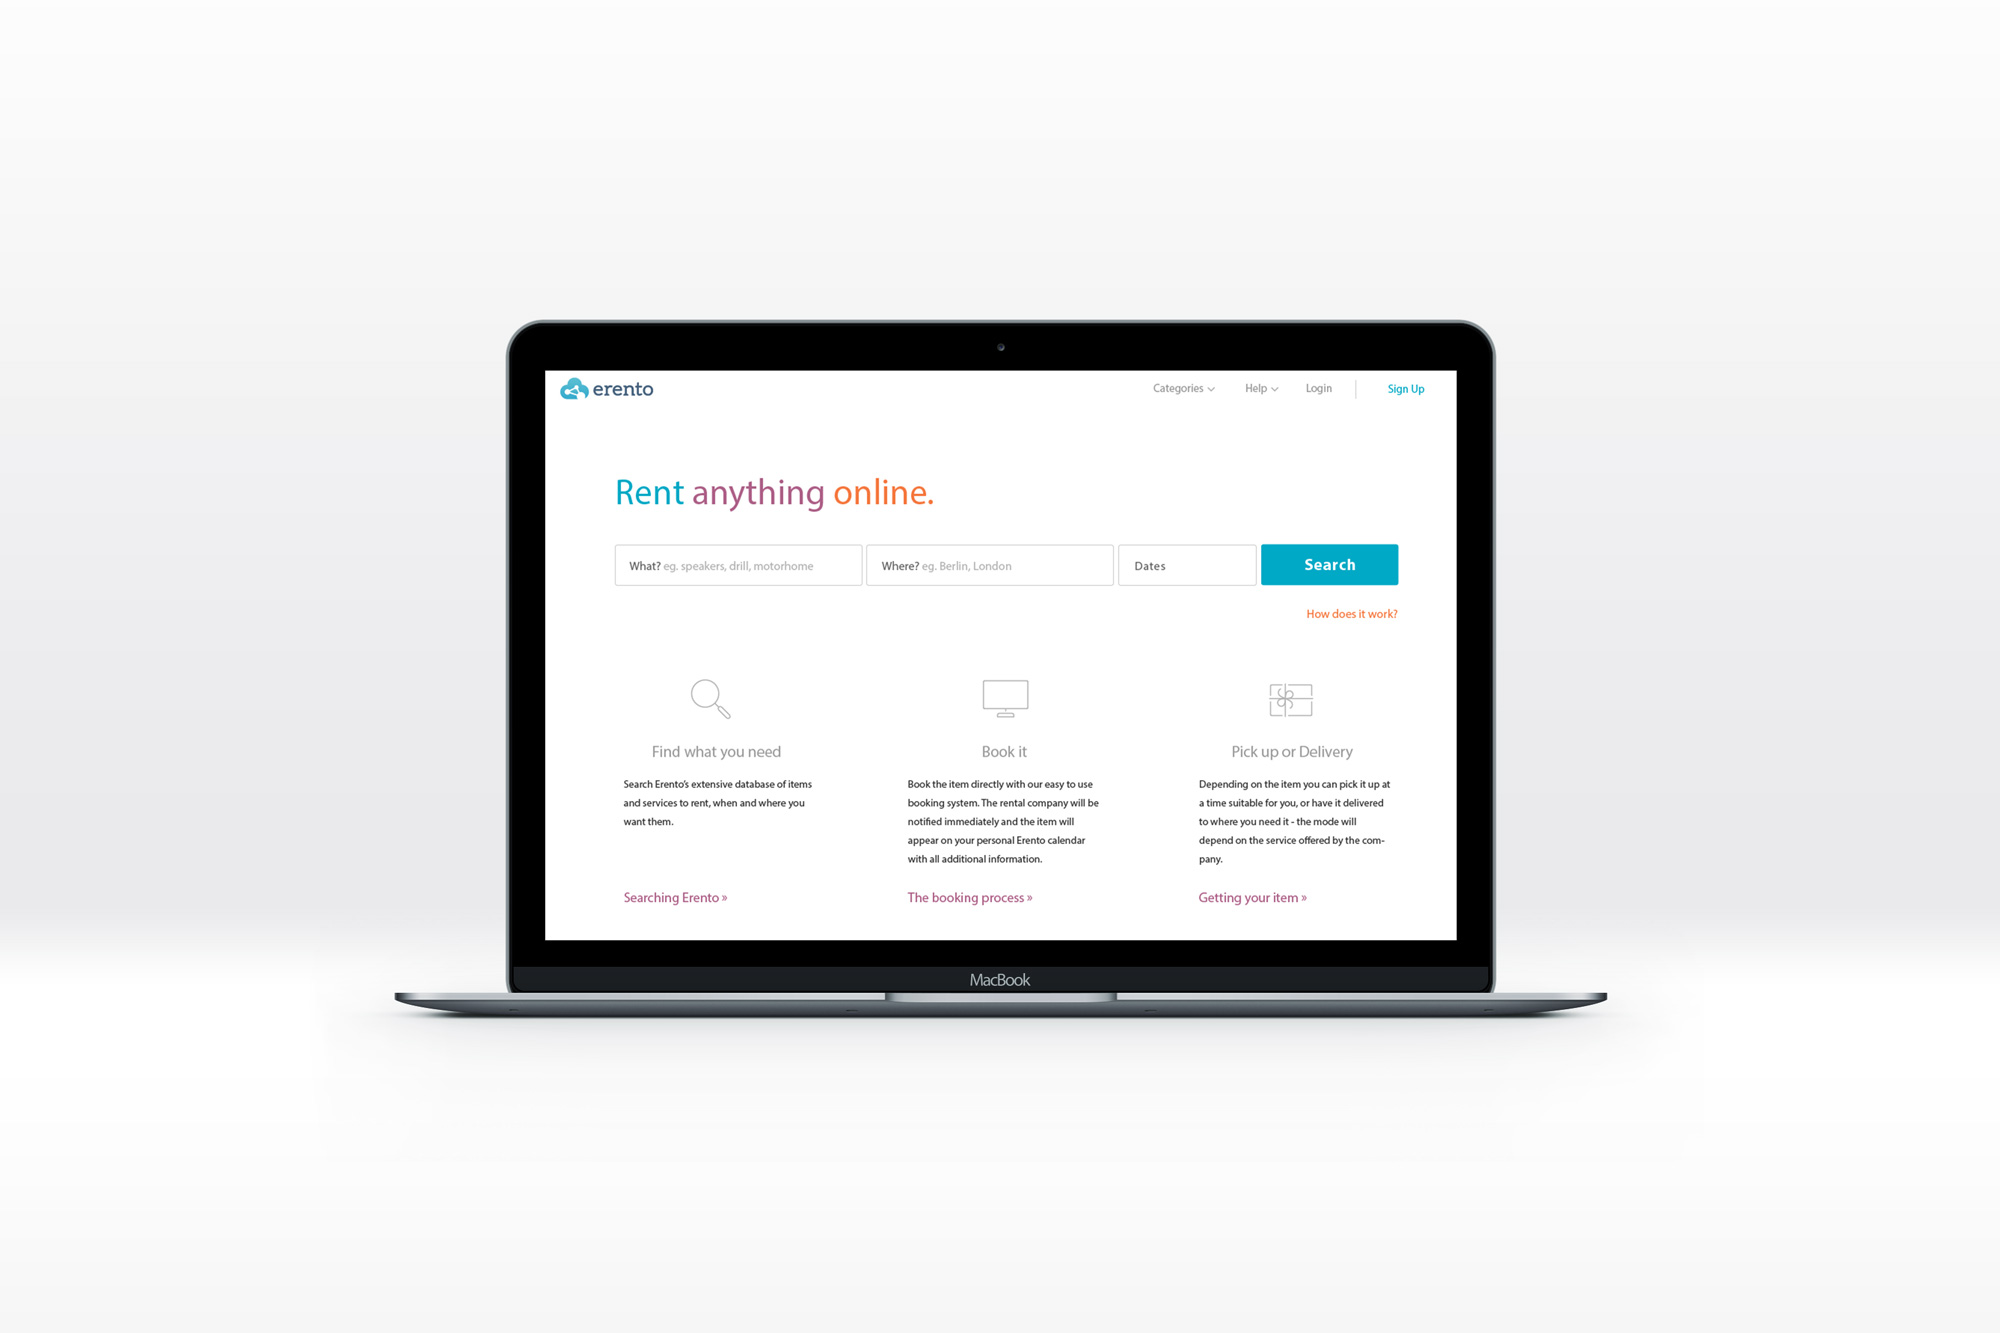 erento
Categories Help Login Sign Up
Rent anything online.
What? eg. speakers, drill, motorhome
Where? eg. Berlin, London
Dates
Search
How does it work?
Find what you need
Search Erento's extensive database of items
and services to rent, when and where you
want them.
Searching Erento »
Book it
Book the item directly with our easy to use
booking system. The rental company will be
notified immediately and the item will
appear on your personal Erento calendar
with all additional information.
The booking process »
Pick up or Delivery
Depending on the item you can pick it up at
a time suitable for you, or have it delivered
to where you need it - the mode will
depend on the service offered by the com-
pany.
Getting your item »
MacBook